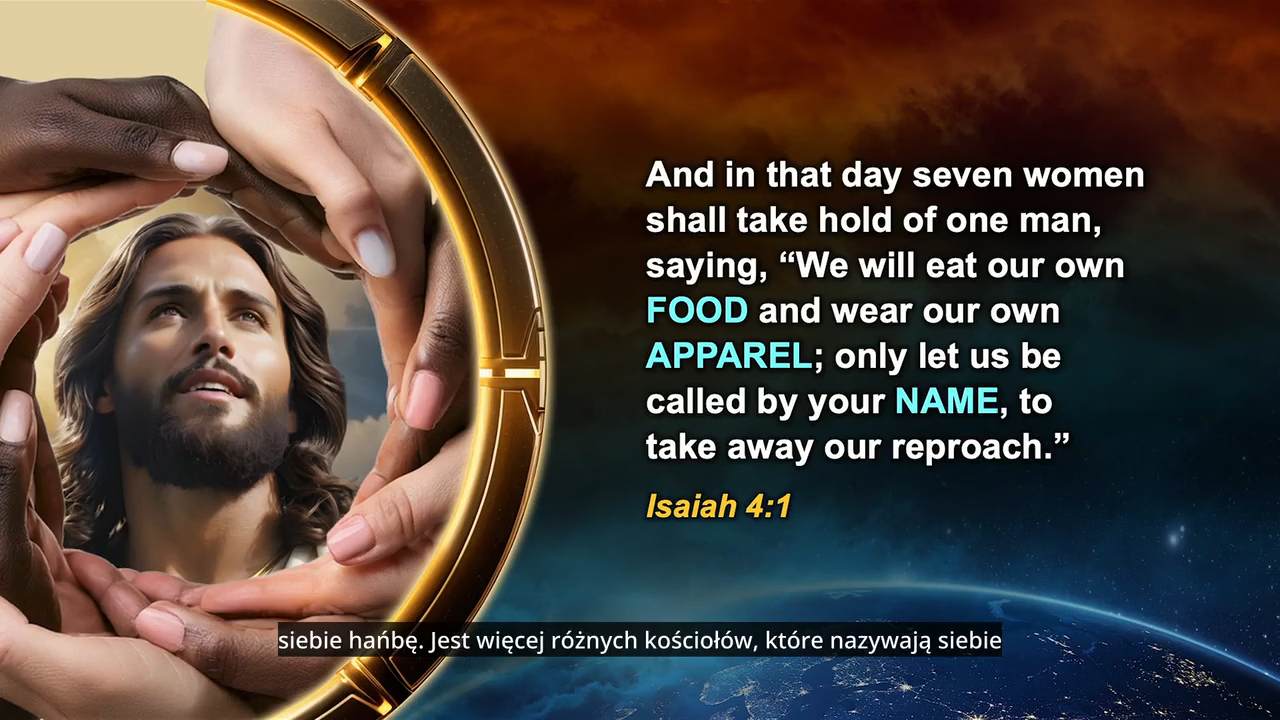 And in that day seven women
shall take hold of one man,
saying, “We will eat our own
FOOD and wear our own
APPAREL; only let us be
called by your NAME, to
take away our reproach.”
Isaiah 4:1
siebie hańbę. Jest więcej różnych kościołów, które nazywają siebie